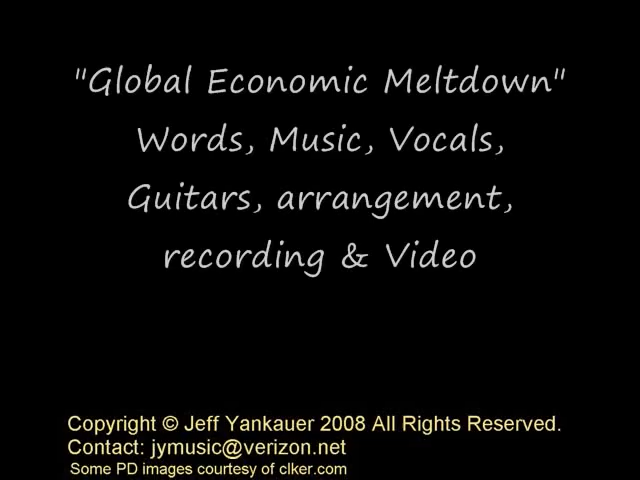 "Global Economic Meltdown"
Words, Music, Vocals,
Guitars, arrangement,
recording & Video
Copyright © Jeff Yankauer 2008 All Rights Reserved.
Contact: jymusic@verizon.net
Some PD images courtesy of clker.com